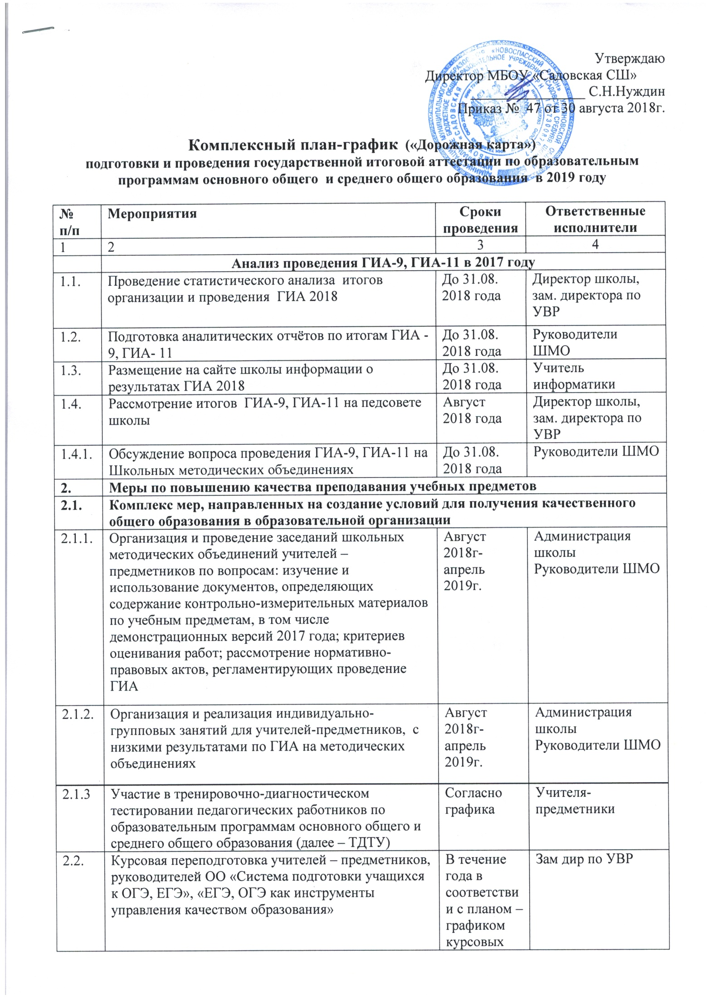 Утверждаю
Директор МБОУ «Садовская СШ»
С.Н.Нуждин
Приказ № 47 от 30 августа 2018г.
Комплексный план-график («Дорожная карта»)
подготовки и проведения государственной итоговой аттестации по образовательным
программам основного общего и среднего общего образования в 2019 году
№ п/п
Мероприятия
Сроки
проведения
Ответственные
исполнители
1
2
3
4
Анализ проведения ГИА-9, ГИА-11 в 2017 году
1.1.
Проведение статистического анализа итогов
организации и проведения ГИА 2018
До 31.08.
2018 года
Директор школы,
зам. директора по
УВР
1.2.
Подготовка аналитических отчётов по итогам ГИА -
9, ГИА- 11
До 31.08.
2018 года
Руководители
ШМО
1.3.
Размещение на сайте школы информации о
результатах ГИА 2018
До 31.08.
2018 года
Учитель
информатики
1.4.
Рассмотрение итогов ГИА-9, ГИА-11 на педсовете
школы
Август
2018 года
Директор школы,
зам. директора по
УВР
1.4.1.
Обсуждение вопроса проведения ГИА-9, ГИА-11 на
Школьных методических объединениях
До 31.08.
2018 года
Руководители ШМО
2.
Меры по повышению качества преподавания учебных предметов
2.1.
Комплекс мер, направленных на создание условий для получения качественного
общего образования в образовательной организации
2.1.1.
Организация и проведение заседаний школьных
методических объединений учителей –
предметников по вопросам: изучение и
использование документов, определяющих
содержание контрольно-измерительных материалов
по учебным предметам, в том числе
демонстрационных версий 2017 года; критериев
оценивания работ; рассмотрение нормативно-
правовых актов, регламентирующих проведение
ГИА
Август
2018г-
апрель
2019г.
Администрация
школы
Руководители ШМО
2.1.2.
Организация и реализация индивидуально-
групповых занятий для учителей-предметников, с
низкими результатами по ГИА на методических
объединениях
Август
2018г-
апрель
2019г.
Администрация
школы
Руководители ШМО
2.1.3
Участие в тренировочно-диагностическом
тестировании педагогических работников по
образовательным программам основного общего и
среднего общего образования (далее – ТДТУ)
Согласно
графика
Учителя-
предметники
2.2.
Курсовая переподготовка учителей – предметников,
руководителей ОО «Система подготовки учащихся
к ОГЭ, ЕГЭ», «ЕГЭ, ОГЭ как инструменты
управления качеством образования»
В течение
года в
соответстви
и с планом –
графиком
курсовых
Зам дир по УВР